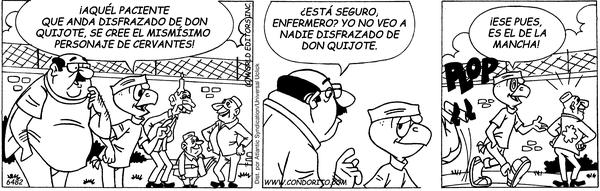 ¡AQUÉL PACIENTE
QUE ANDA DISFRAZADO DE DON
QUIJOTE, SE CREE EL MISMÍSIMO
PERSONAJE DE CERVANTES!
6482
(C)WORLD EDITORS, INC.
Dist. por Atlantic Syndication/Universal Uclick
¿ESTÁ SEGURO,
ENFERMERO? YO NO VEO A
NADIE DISFRAZADO DE
DON QUIJOTE.
WWW.CONDORITO.COM
¡ESE PUES,
ES EL DE LA
MANCHA!
PLOP